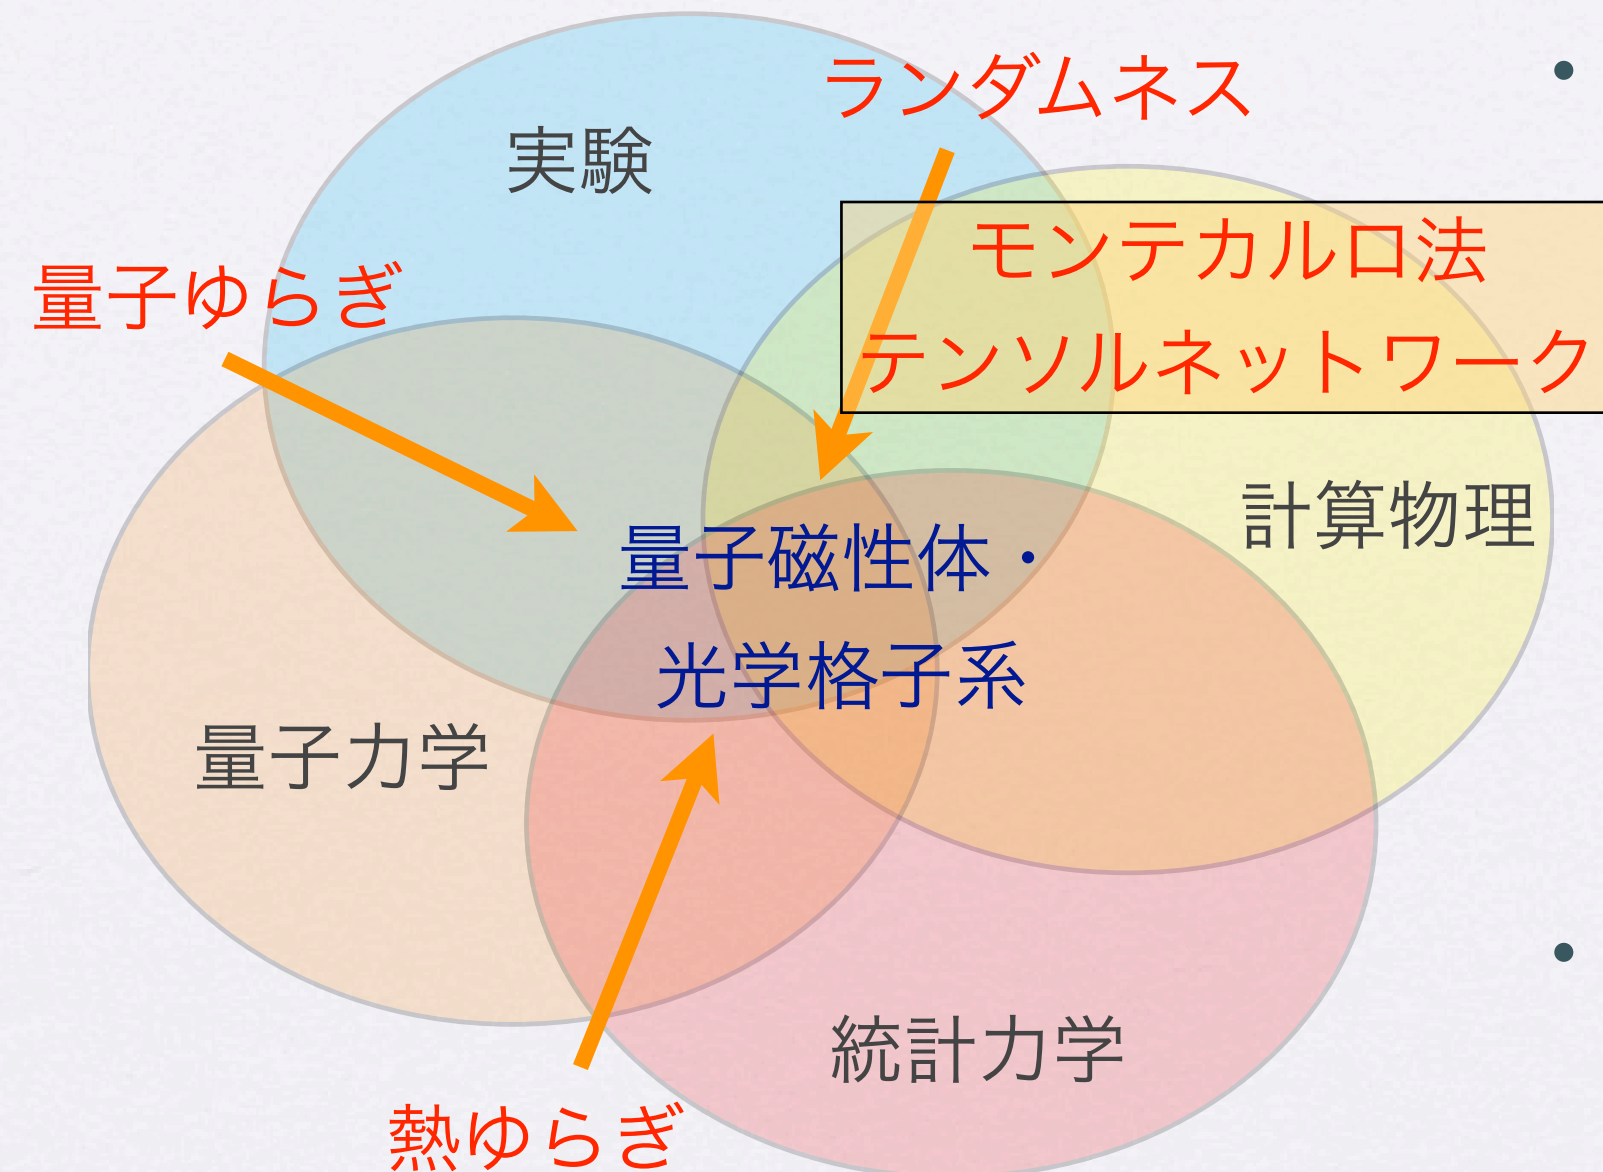 ランダムネス
実験
モンテカルロ法
量子ゆらぎ
テンソルネットワーク
計算物理
量子磁性体・
光学格子系
量子力学
統計力学
熱ゆらぎ